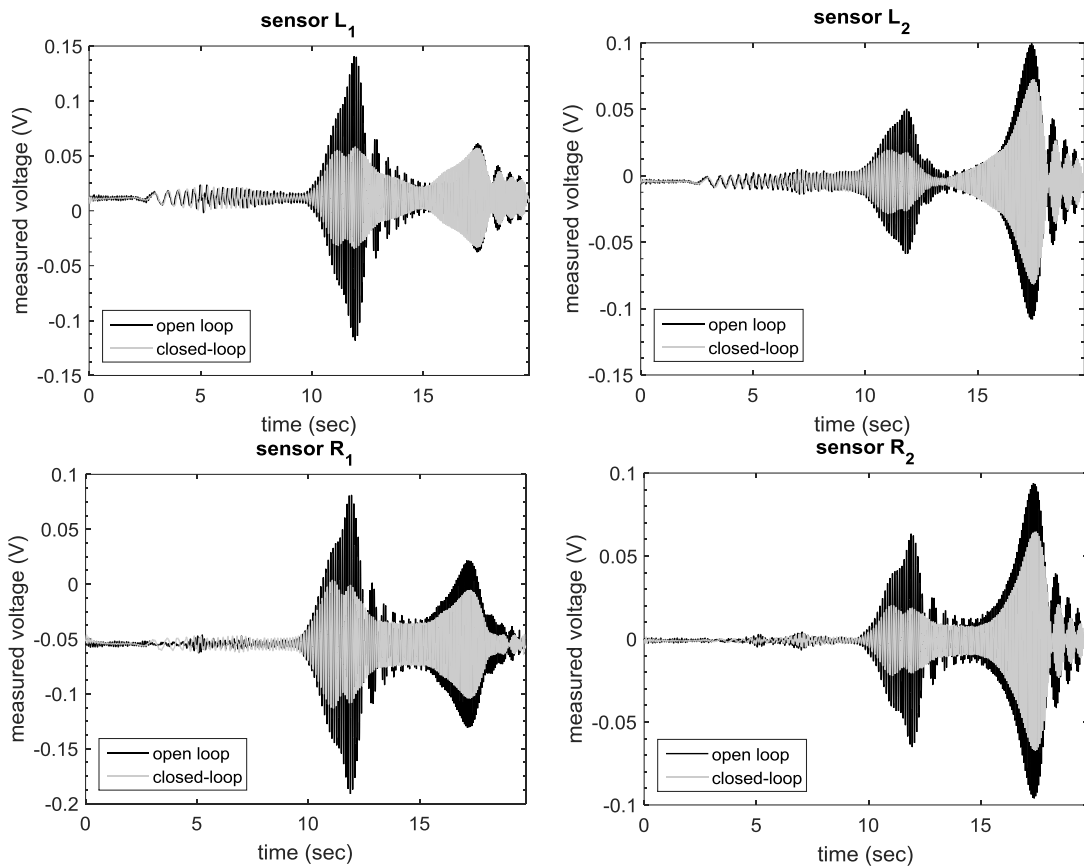 sensor L1
0.15
0.1
0.05
0
-0.05
-0.1
-0.15
measured voltage (V)
open loop
closed-loop
0 5 10 15
time (sec)
sensor L2
0.1
0.05
0
-0.05
-0.1
-0.15
measured voltage (V)
open loop
closed-loop
0 5 10 15
time (sec)
sensor R1
0.1
0.05
0
-0.05
-0.1
-0.15
-0.2
measured voltage (V)
open loop
closed-loop
0 5 10 15
time (sec)
sensor R2
0.1
0.05
0
-0.05
-0.1
measured voltage (V)
open loop
closed-loop
0 5 10 15
time (sec)